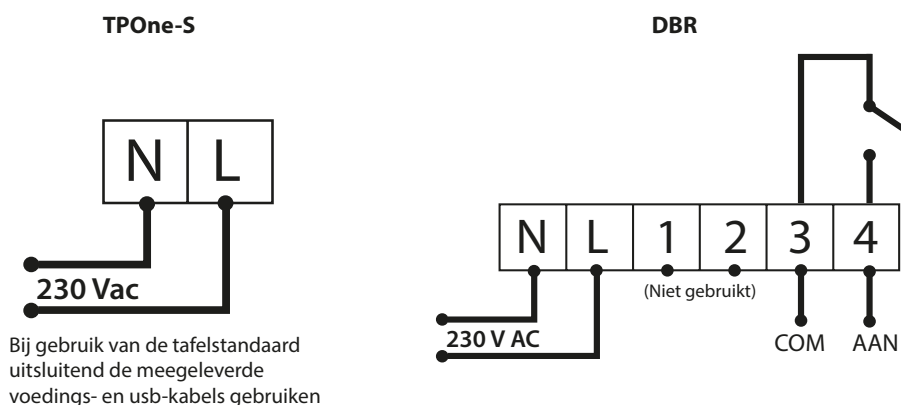 TPOne-S
N L
230 Vac
Bij gebruik van de tafelstandaard
uitsluitend de meegeleverde
voedings- en usb-kabels gebruiken
DBR
N L 1 2 3 4
(Niet gebruikt)
230 V AC
COM AAN